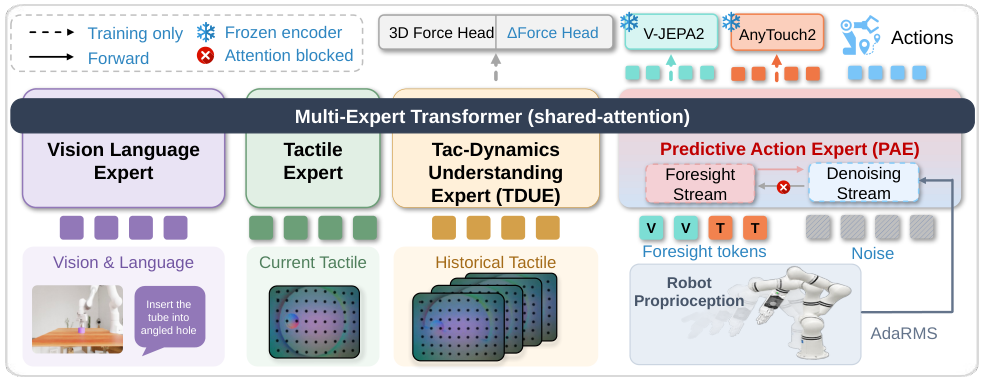 Training only
Forward
Frozen encoder
Attention blocked
3D Force Head
ΔForce Head
V-JEPA2
AnyTouch2
Actions
Multi-Expert Transformer (shared-attention)
Vision Language
Expert
Tactile
Expert
Tac-Dynamics
Understanding
Expert (TDUE)
Predictive Action Expert (PAE)
Foresight
Stream
Denoising
Stream
V V T T
Foresight tokens
Noise
Vision & Language
Insert the
tube into
angled hole
Current Tactile
Historical Tactile
Robot
Proprioception
AdaRMS